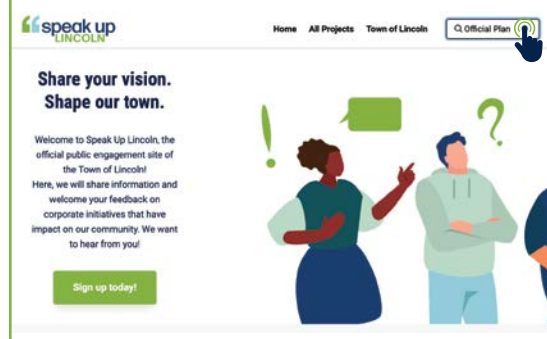 speak up
LINCOLN
Home All Projects Town of Lincoln Official Plan
Share your vision.
Shape our town.
Welcome to Speak Up Lincoln, the
official public engagement site of
the Town of Lincoln!
Here, we will share information and
welcome your feedback on
corporate initiatives that have
impact on our community. We want
to hear from you!
Sign up today!